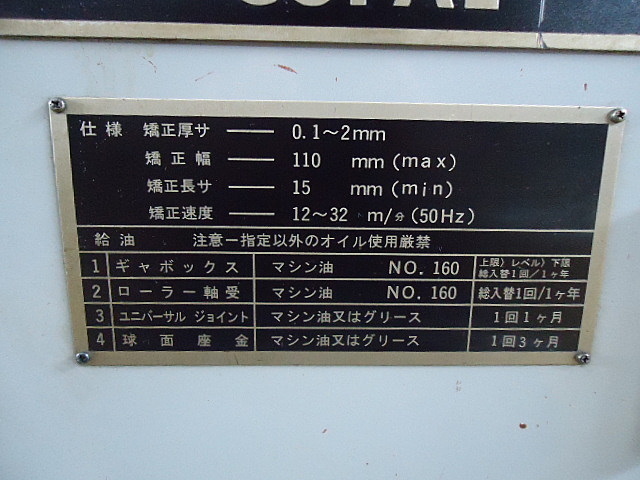 仕様 矯正厚サ —— 0.1～2mm
矯正幅 —— 110 mm (max)
矯正長サ —— 15 mm (min)
矯正速度 —— 12～32 m/分 (50Hz)
給油 注意ー指定以外のオイル使用厳禁
1 ギャボックス マシン油 NO. 160 上限〉レベル〉下限 総入替1回/1ヶ年
2 ローラー軸受 マシン油 NO. 160 総入替1回/1ヶ年
3 ユニバーサル ジョイント マシン油又はグリース 1回1ヶ月
4 球面座金 マシン油又はグリース 1回3ヶ月